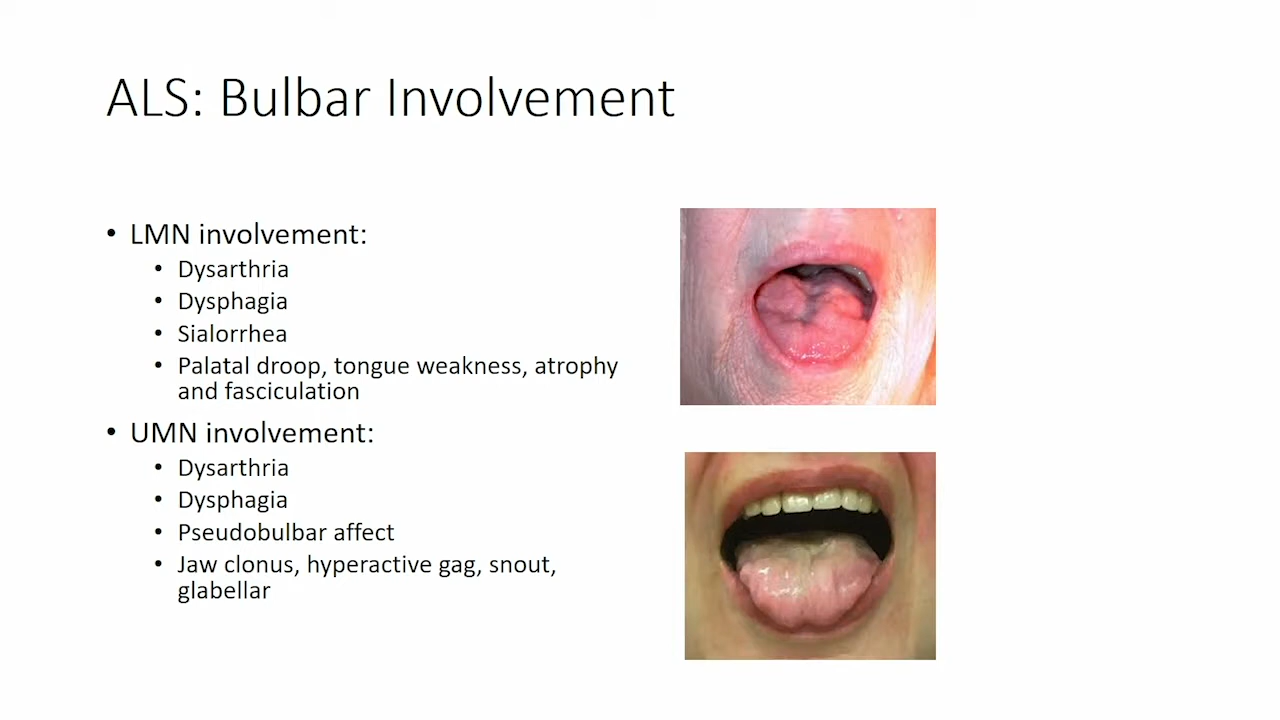 ALS: Bulbar Involvement
• LMN involvement:
• Dysarthria
• Dysphagia
• Sialorrhea
• Palatal droop, tongue weakness, atrophy
and fasciculation
• UMN involvement:
• Dysarthria
• Dysphagia
• Pseudobulbar affect
• Jaw clonus, hyperactive gag, snout,
glabellar